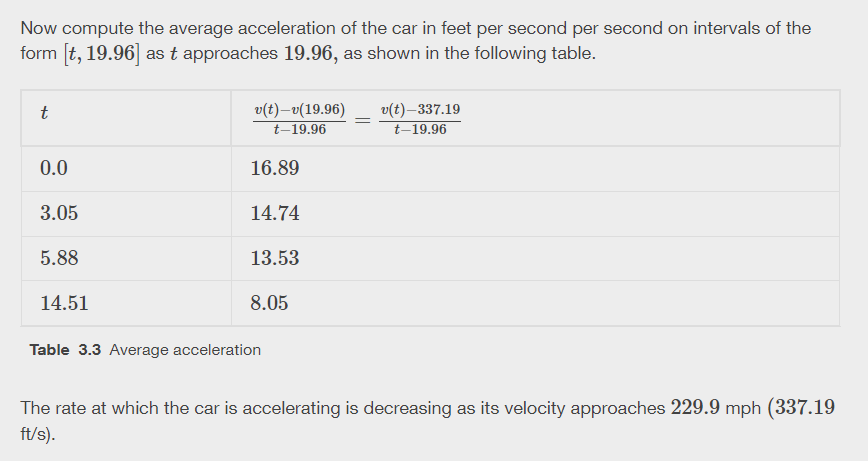 Now compute the average acceleration of the car in feet per second per second on intervals of the
form [t, 19.96] as t approaches 19.96, as shown in the following table.
t	v(t)−v(19.96)/t−19.96 = v(t)−337.19/t−19.96
0.0	16.89
3.05	14.74
5.88	13.53
14.51	8.05
Table 3.3 Average acceleration
The rate at which the car is accelerating is decreasing as its velocity approaches 229.9 mph (337.19
ft/s).